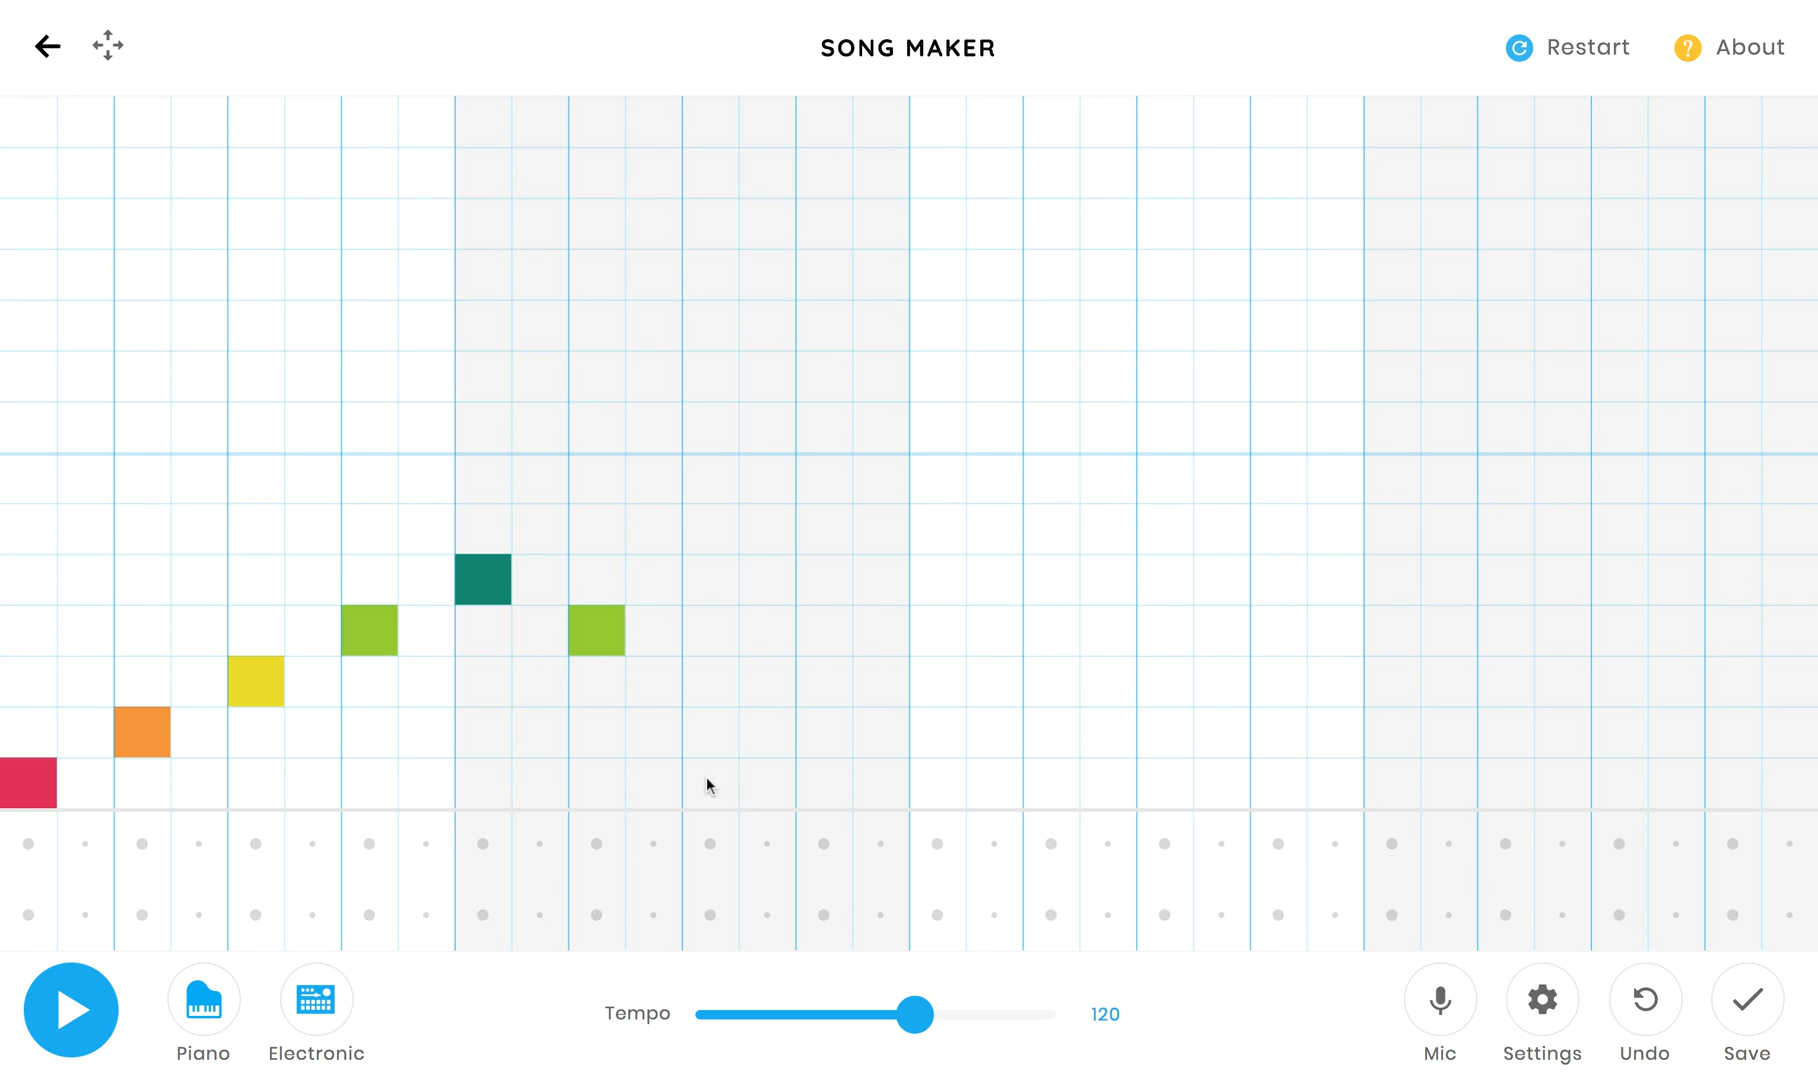 SONG MAKER
Restart
? About
Piano
Electronic
Tempo
120
Mic
Settings
Undo
Save